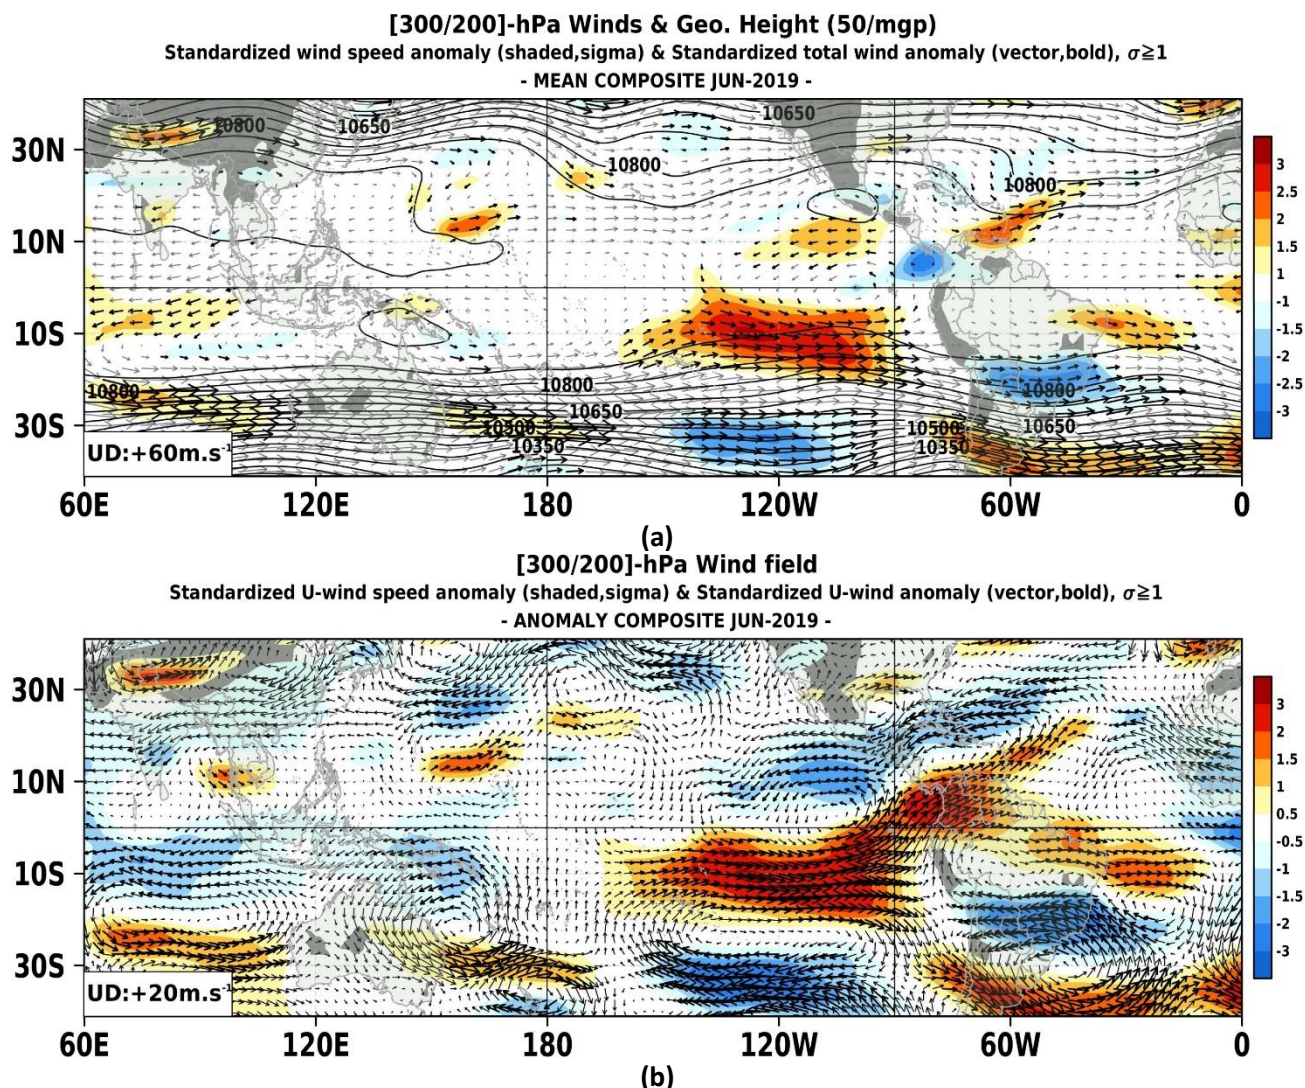 [300/200]-hPa Winds & Geo. Height (50/mgp)
Standardized wind speed anomaly (shaded,sigma) & Standardized total wind anomaly (vector,bold), σ≧1
- MEAN COMPOSITE JUN-2019 -
10800 10650 10650
30N
10800 10800
10N
10S
10800 10800 10800
10650 10650
30S
10500 10500
10350 10350
UD:+60m.s⁻¹
60E 120E 180 120W 60W 0
3
2.5
2
1.5
1
-1
-1.5
-2
-2.5
-3
(a)
[300/200]-hPa Wind field
Standardized U-wind speed anomaly (shaded,sigma) & Standardized U-wind anomaly (vector,bold), σ≧1
- ANOMALY COMPOSITE JUN-2019 -
30N
10N
10S
30S
UD:+20m.s⁻¹
60E 120E 180 120W 60W 0
3
2
1.5
1
0.5
-0.5
-1
-1.5
-2
-3
(b)